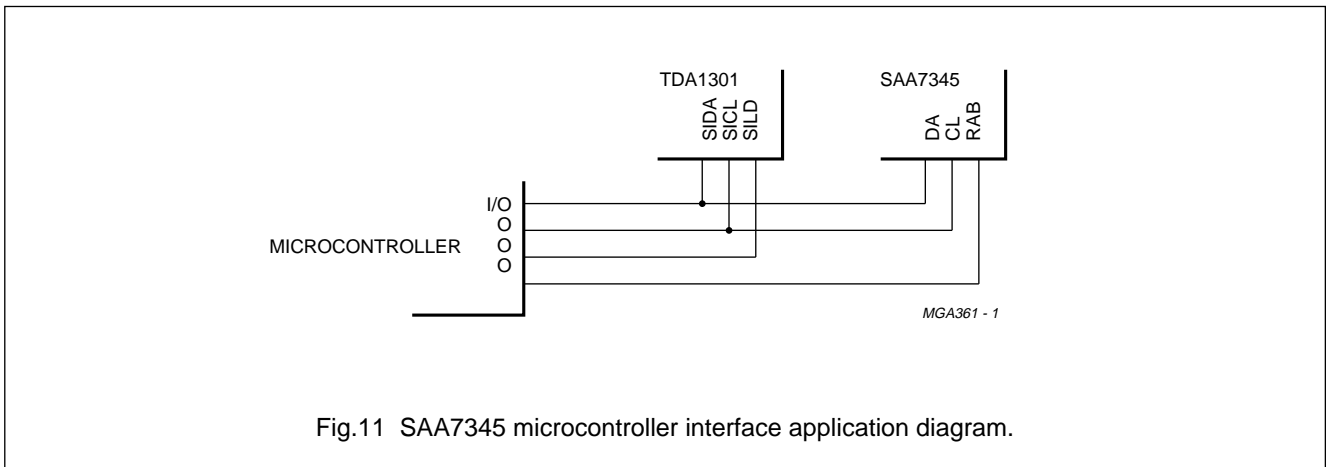 TDA1301
SAA7345
SIDA
SICL
SILD
DA
CL
RAB
I/O
O
O
O
MICROCONTROLLER
MGA361 - 1
Fig.11 SAA7345 microcontroller interface application diagram.